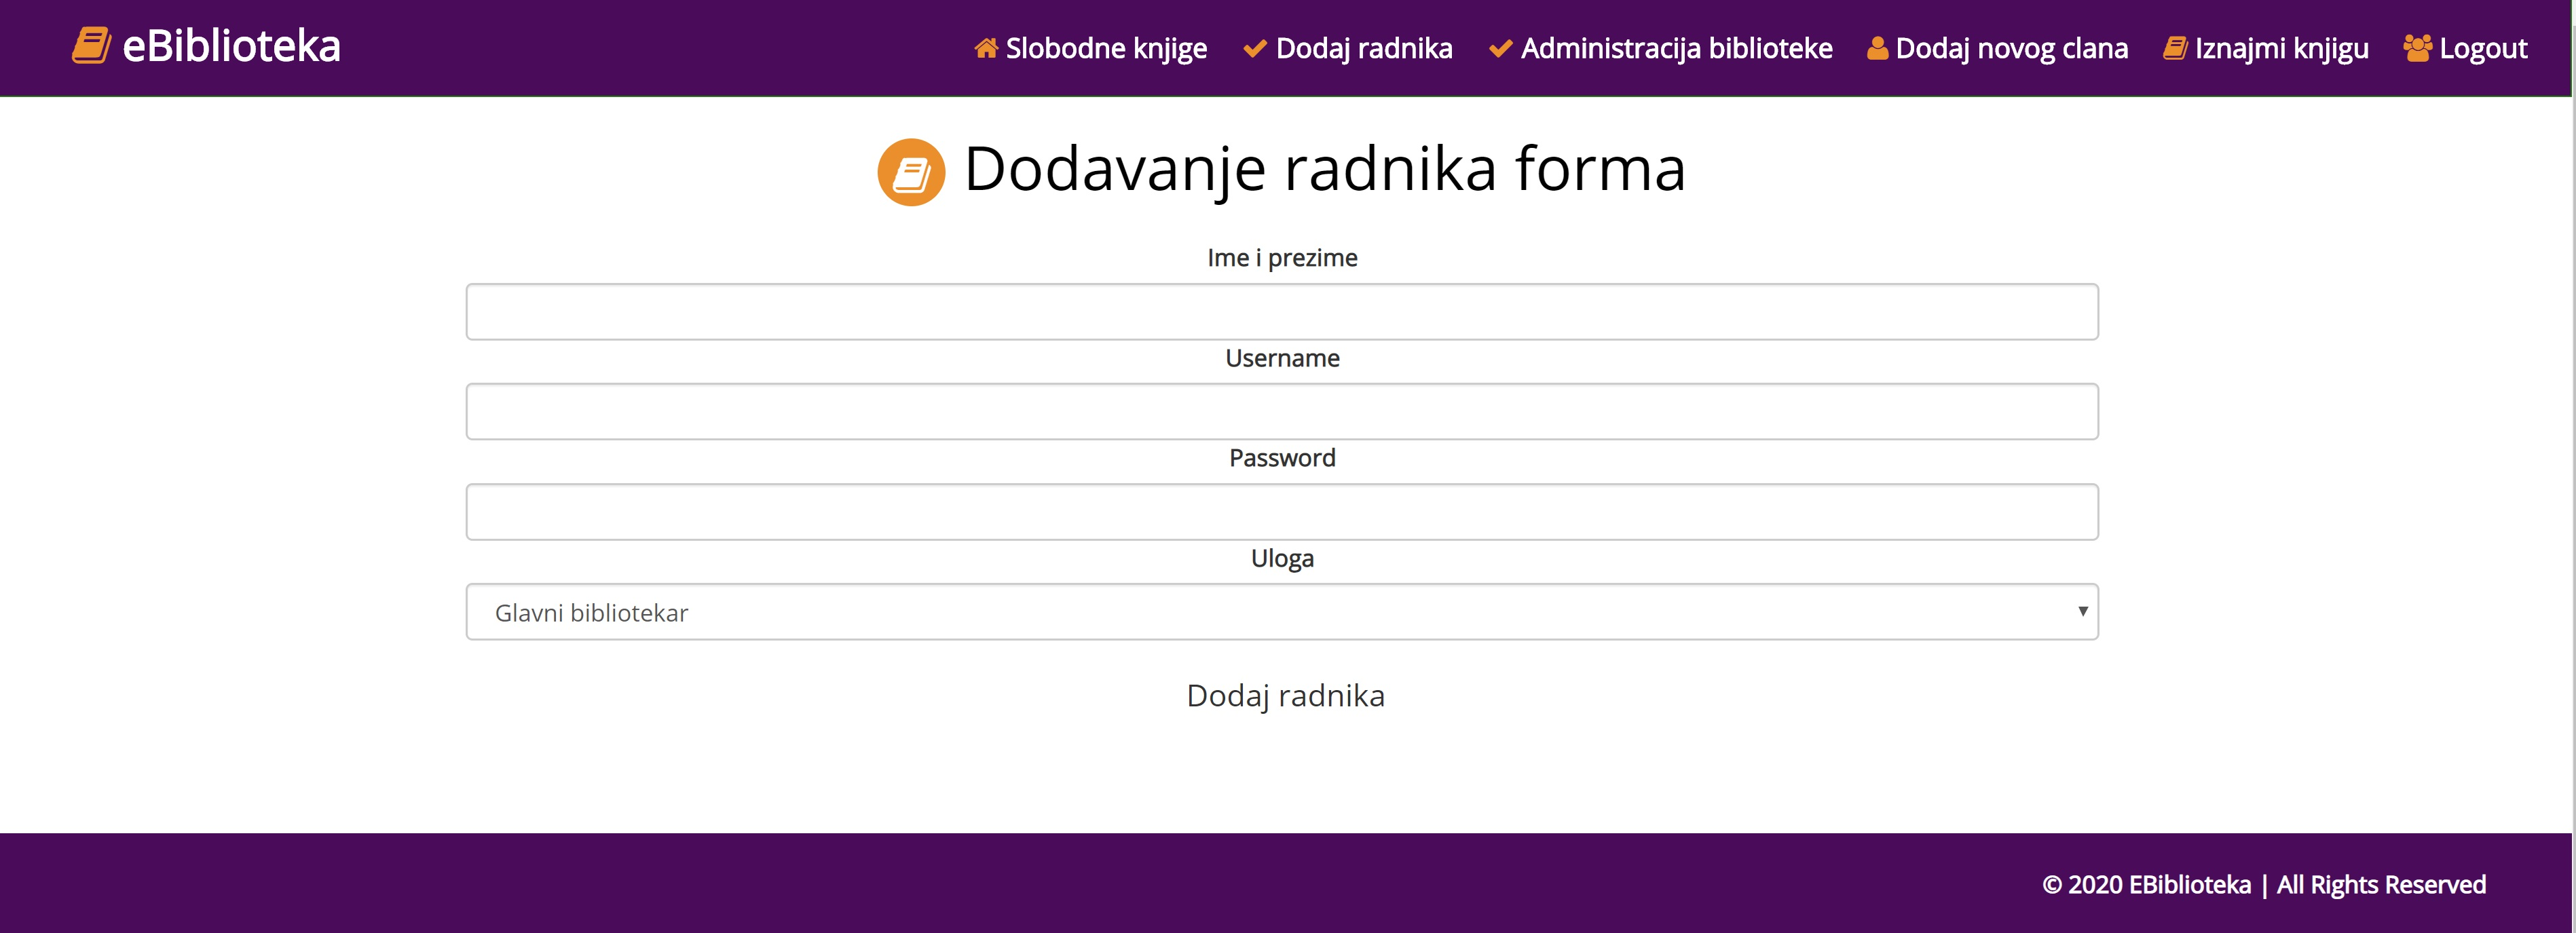 eBiblioteka
Slobodne knjige Dodaj radnika Administracija biblioteke Dodaj novog clana Iznajmi knjigu Logout
Dodavanje radnika forma
Ime i prezime
Username
Password
Uloga
Glavni bibliotekar
Dodaj radnika
© 2020 EBiblioteka | All Rights Reserved